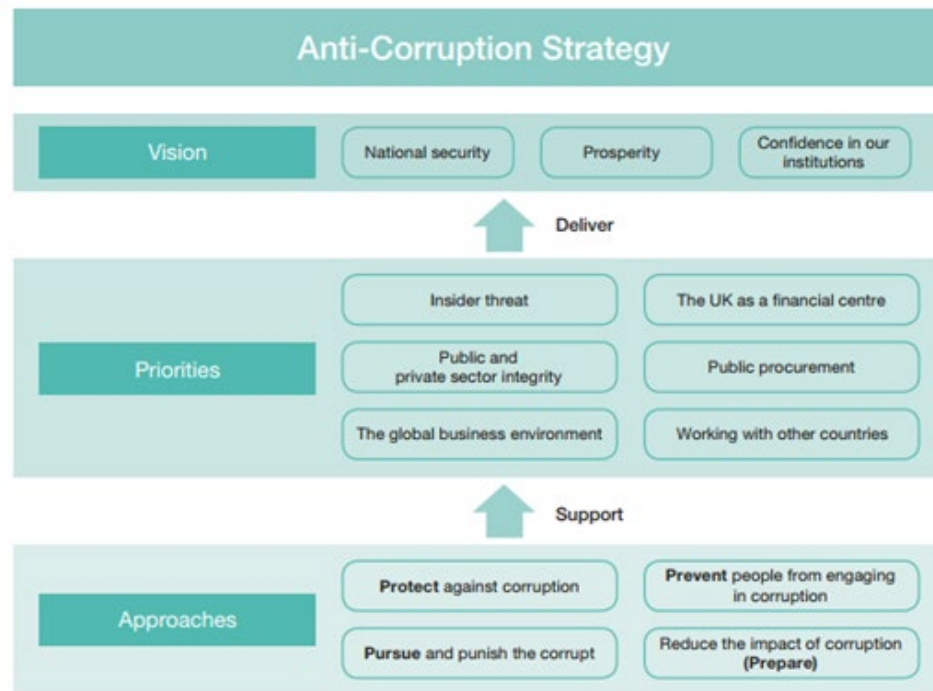 Anti-Corruption Strategy
Vision
National security
Prosperity
Confidence in our
institutions
Deliver
Priorities
Insider threat
The UK as a financial centre
Public and
private sector integrity
Public procurement
The global business environment
Working with other countries
Support
Approaches
Protect against corruption
Prevent people from engaging
in corruption
Pursue and punish the corrupt
Reduce the impact of corruption
(Prepare)